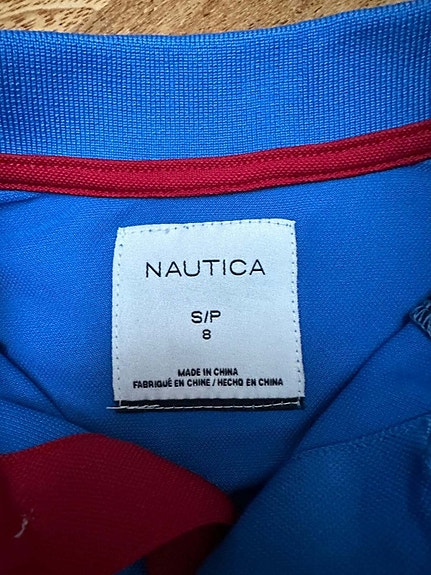 NAUTICA
S/P
8
MADE IN CHINA
FABRIQUÉ EN CHINE / HECHO EN CHINA